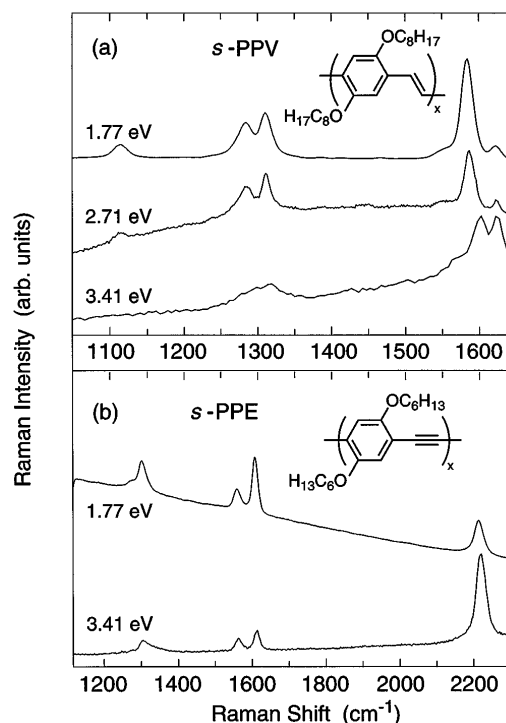 (a) s-PPV
OC8H17
H17C8O
x
1.77 eV
2.71 eV
3.41 eV
1100 1200 1300 1400 1500 1600
Raman Intensity (arb. units)
(b) s-PPE
OC6H13
H13C6O
x
1.77 eV
3.41 eV
1200 1400 1600 1800 2000 2200
Raman Shift (cm-1)